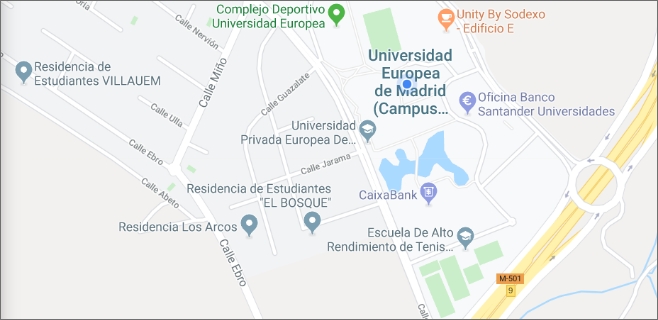 Complejo Deportivo
Universidad Europea
Unity By Sodexo
- Edificio E
Calle Nervión
Residencia de
Estudiantes VILLAUEM
Calle Miño
Calle Guazalete
Universidad
Europea
de Madrid
(Campus...
Oficina Banco
Santander Universidades
Calle Ulla
Universidad
Privada Europea De...
Calle Ebro
Calle Jarama
Calle Abeto
Residencia de Estudiantes
"EL BOSQUE"
CaixaBank
Residencia Los Arcos
Escuela De Alto
Rendimiento de Tenis...
Calle Ebro
M-501
9
Calle